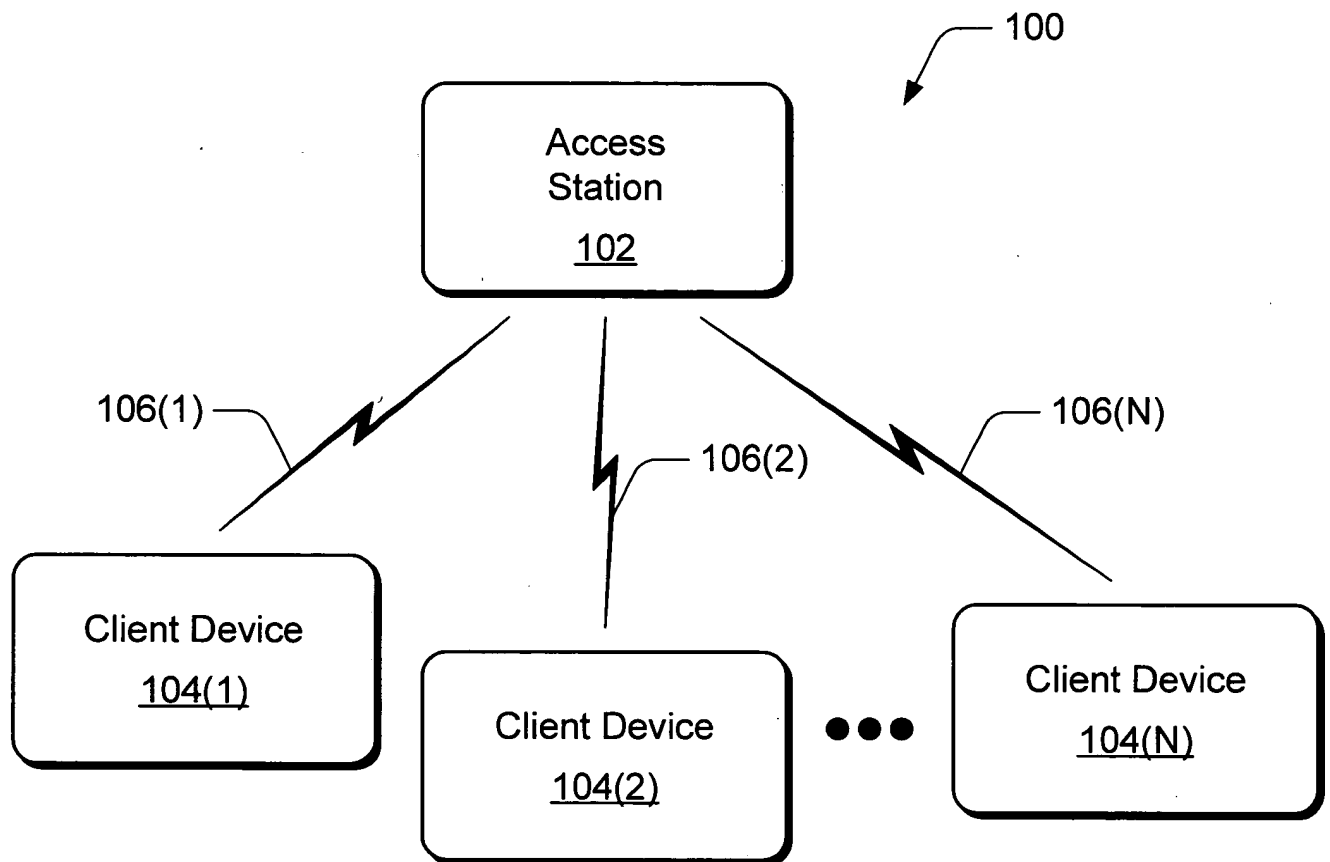 100
Access
Station
102
106(1)
106(2)
106(N)
Client Device
104(1)
Client Device
104(2)
Client Device
104(N)